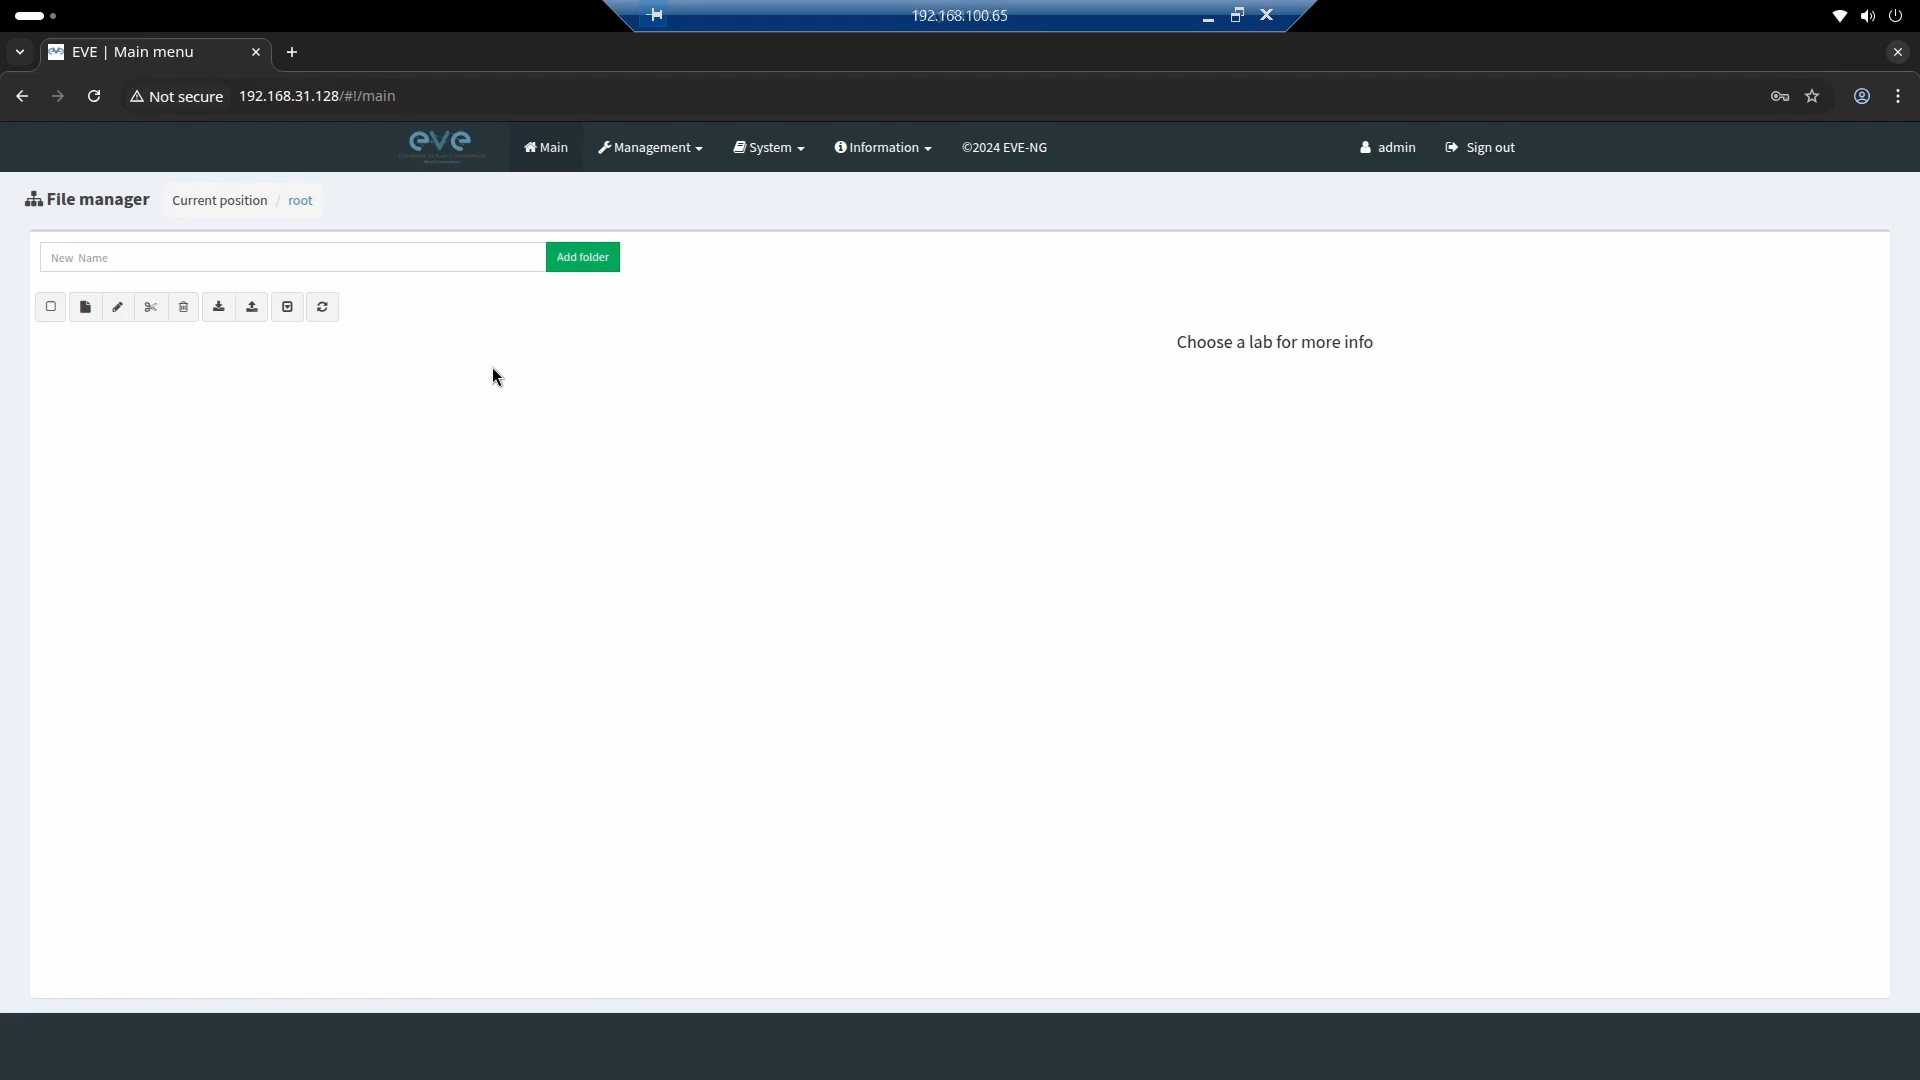 192.168.100.65
EVE | Main menu
Not secure 192.168.31.128/#!/main
eve Main Management System Information ©2024 EVE-NG admin Sign out
File manager Current position / root
New Name Add folder
Choose a lab for more info